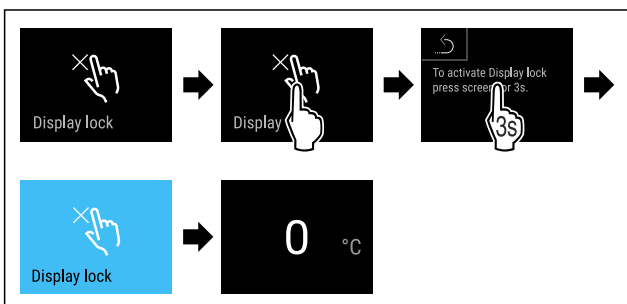 Display lock
Display
To activate Display lock
press screen for 3s.
3s
Display lock
0 °C